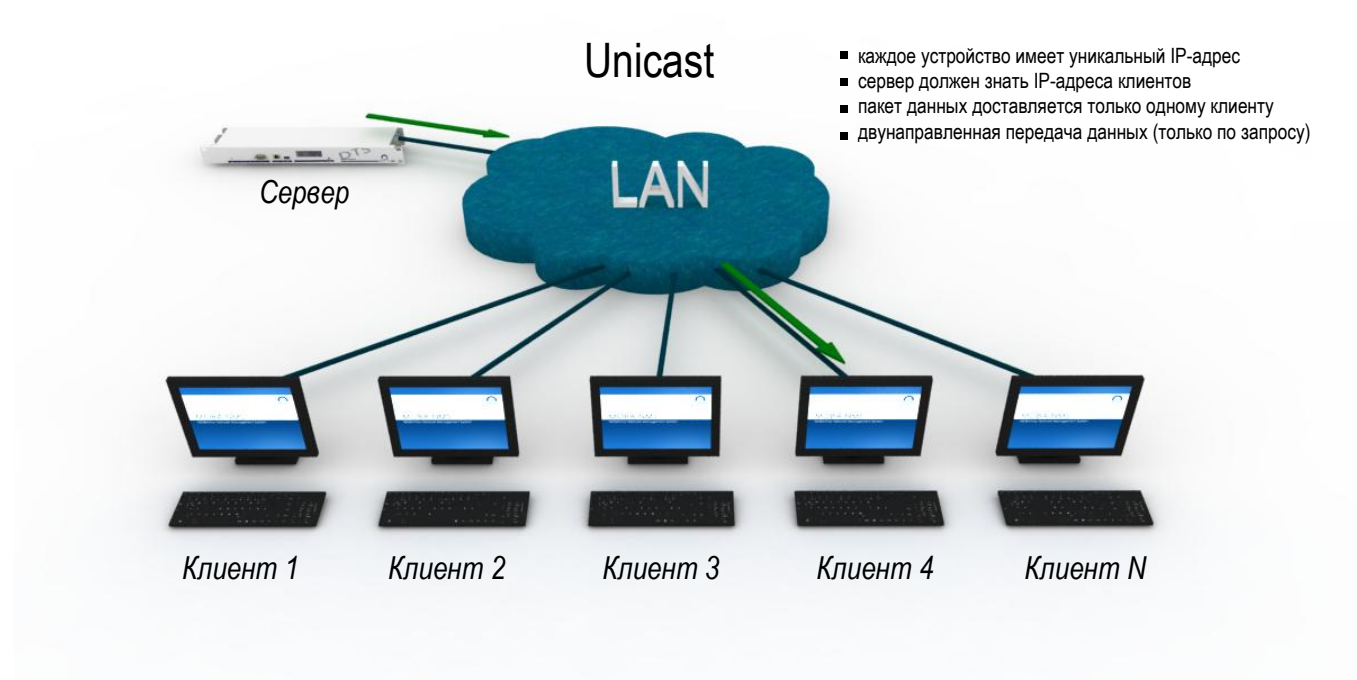 Unicast
каждое устройство имеет уникальный IP-адрес
сервер должен знать IP-адреса клиентов
пакет данных доставляется только одному клиенту
двунаправленная передача данных (только по запросу)
DTS
Сервер
LAN
Клиент 1
Клиент 2
Клиент 3
Клиент 4
Клиент N